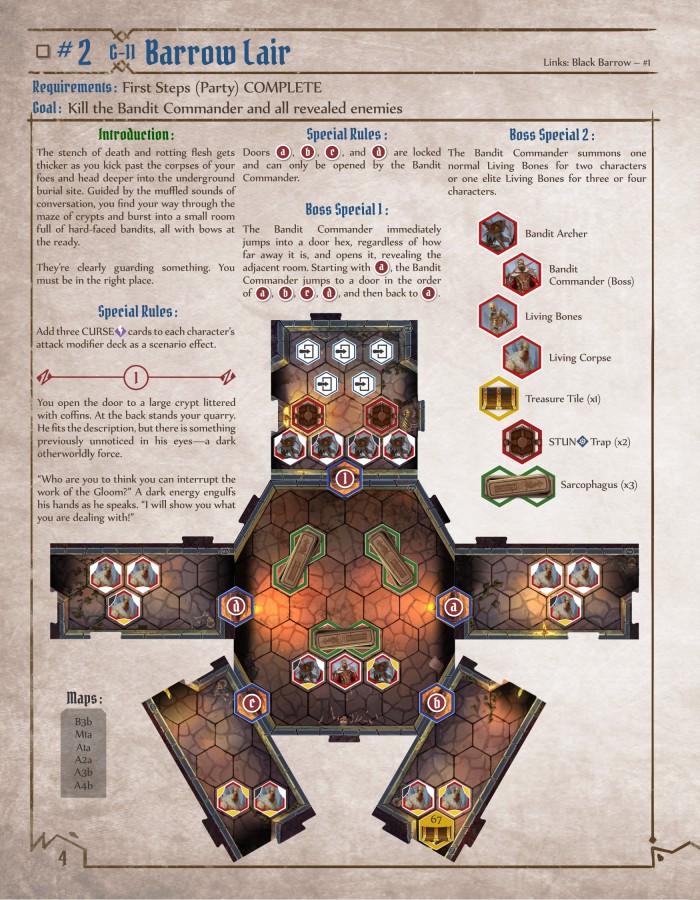 #2 G-11 Barrow Lair
Links: Black Barrow – #1
Requirements: First Steps (Party) COMPLETE
Goal: Kill the Bandit Commander and all revealed enemies
Introduction:
The stench of death and rotting flesh gets
thicker as you kick past the corpses of your
foes and head deeper into the underground
burial site. Guided by the muffled sounds of
conversation, you find your way through the
maze of crypts and burst into a small room
full of hard-faced bandits, all with bows at
the ready.
They're clearly guarding something. You
must be in the right place.
Special Rules:
Add three CURSE cards to each character's
attack modifier deck as a scenario effect.
1
You open the door to a large crypt littered
with coffins. At the back stands your quarry.
He fits the description, but there is something
previously unnoticed in his eyes—a dark
otherworldly force.
"Who are you to think you can interrupt the
work of the Gloom?" A dark energy engulfs
his hands as he speaks. "I will show you what
you are dealing with!"
Special Rules:
Doors a, b, c, and d are locked
and can only be opened by the Bandit
Commander.
Boss Special 1:
The Bandit Commander immediately
jumps into a door hex, regardless of how
far away it is, and opens it, revealing the
adjacent room. Starting with a, the Bandit
Commander jumps to a door in the order
of a, b, c, d, and then back to a.
Boss Special 2:
The Bandit Commander summons one
normal Living Bones for two characters
or one elite Living Bones for three or four
characters.
Bandit Archer
Bandit
Commander (Boss)
Living Bones
Living Corpse
Treasure Tile (x1)
STUN Trap (x2)
Sarcophagus (x3)
1
d
a
c
b
67
Maps:
B3b
M1a
A1a
A2a
A3b
A4b
4